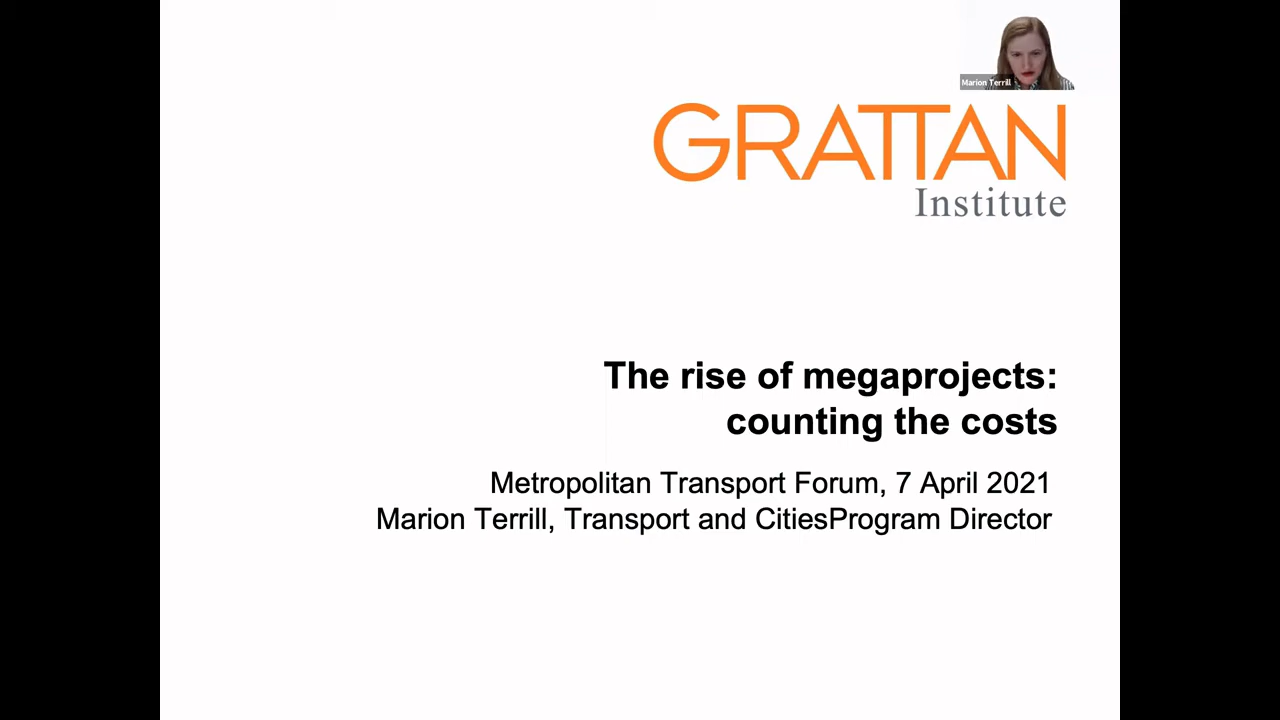 Marion Terrill
GRATTAN
Institute
The rise of megaprojects:
counting the costs
Metropolitan Transport Forum, 7 April 2021
Marion Terrill, Transport and CitiesProgram Director